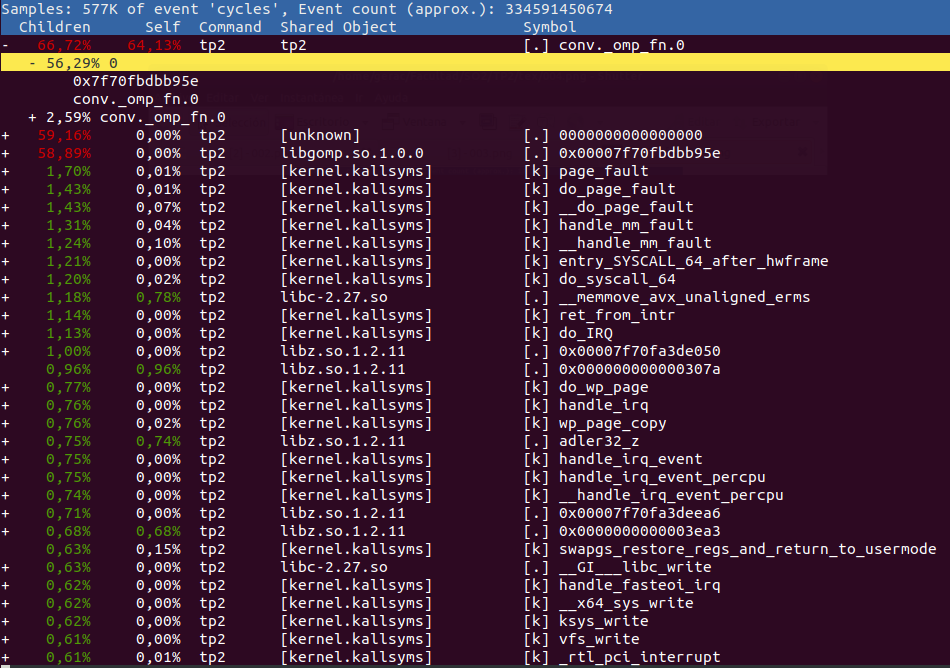 Samples: 577K of event 'cycles', Event count (approx.): 334591450674
Children Self Command Shared Object Symbol
- 66,72% 64,13% tp2 tp2 [.] conv._omp_fn.0
- 56,29% 0
0x7f70fbdbb95e
conv._omp_fn.0
+ 2,59% conv._omp_fn.0
+ 59,16% 0,00% tp2 [unknown] [.] 0000000000000000
+ 58,89% 0,00% tp2 libgomp.so.1.0.0 [.] 0x00007f70fbdbb95e
+ 1,70% 0,01% tp2 [kernel.kallsyms] [k] page_fault
+ 1,43% 0,01% tp2 [kernel.kallsyms] [k] do_page_fault
+ 1,43% 0,07% tp2 [kernel.kallsyms] [k] __do_page_fault
+ 1,31% 0,04% tp2 [kernel.kallsyms] [k] handle_mm_fault
+ 1,24% 0,10% tp2 [kernel.kallsyms] [k] __handle_mm_fault
+ 1,21% 0,00% tp2 [kernel.kallsyms] [k] entry_SYSCALL_64_after_hwframe
+ 1,20% 0,02% tp2 [kernel.kallsyms] [k] do_syscall_64
+ 1,18% 0,78% tp2 libc-2.27.so [.] __memmove_avx_unaligned_erms
+ 1,14% 0,00% tp2 [kernel.kallsyms] [k] ret_from_intr
+ 1,13% 0,00% tp2 [kernel.kallsyms] [k] do_IRQ
+ 1,00% 0,00% tp2 libz.so.1.2.11 [.] 0x00007f70fa3de050
0,96% 0,96% tp2 libz.so.1.2.11 [.] 0x000000000000307a
+ 0,77% 0,00% tp2 [kernel.kallsyms] [k] do_wp_page
+ 0,76% 0,00% tp2 [kernel.kallsyms] [k] handle_irq
+ 0,76% 0,02% tp2 [kernel.kallsyms] [k] wp_page_copy
+ 0,75% 0,74% tp2 libz.so.1.2.11 [.] adler32_z
+ 0,75% 0,00% tp2 [kernel.kallsyms] [k] handle_irq_event
+ 0,75% 0,00% tp2 [kernel.kallsyms] [k] handle_irq_event_percpu
+ 0,74% 0,00% tp2 [kernel.kallsyms] [k] __handle_irq_event_percpu
+ 0,71% 0,00% tp2 libz.so.1.2.11 [.] 0x00007f70fa3deea6
+ 0,68% 0,68% tp2 libz.so.1.2.11 [.] 0x0000000000003ea3
0,63% 0,15% tp2 [kernel.kallsyms] [k] swapgs_restore_regs_and_return_to_usermode
+ 0,63% 0,00% tp2 libc-2.27.so [.] __GI___libc_write
+ 0,62% 0,00% tp2 [kernel.kallsyms] [k] handle_fasteoi_irq
+ 0,62% 0,00% tp2 [kernel.kallsyms] [k] __x64_sys_write
+ 0,62% 0,00% tp2 [kernel.kallsyms] [k] ksys_write
+ 0,61% 0,00% tp2 [kernel.kallsyms] [k] vfs_write
+ 0,61% 0,01% tp2 [kernel.kallsyms] [k] _rtl_pci_interrupt